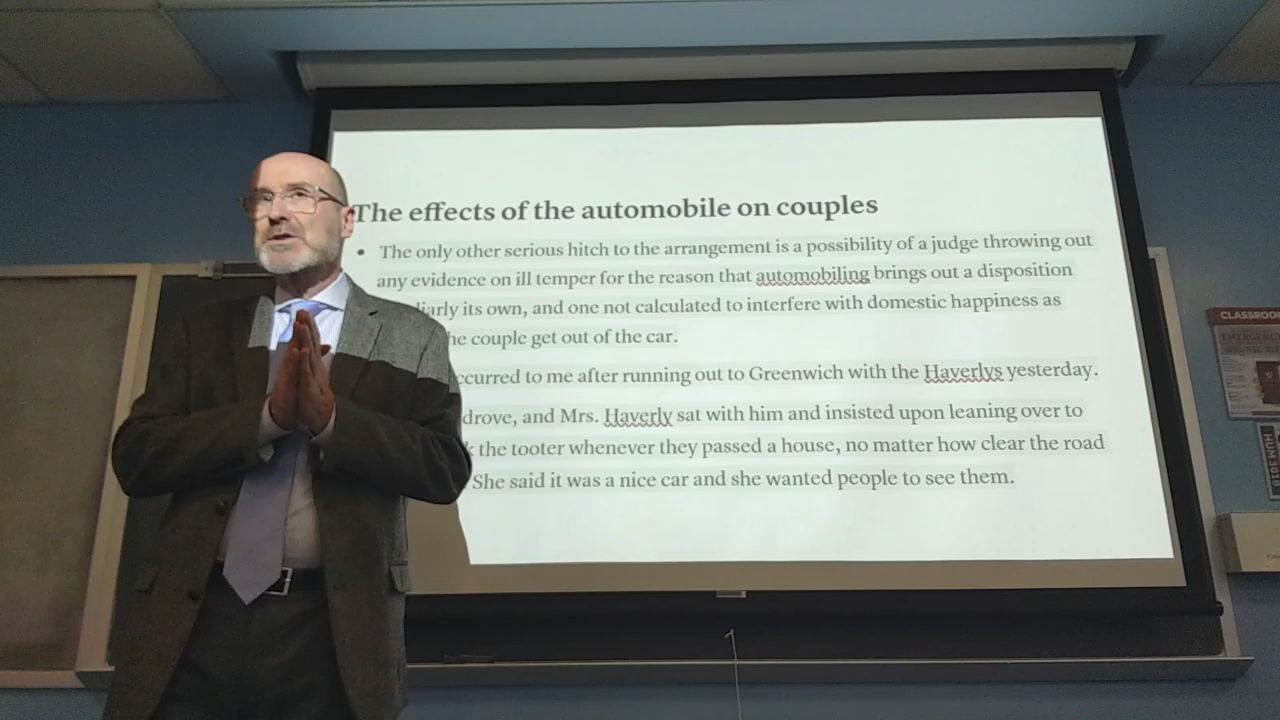 The effects of the automobile on couples
• The only other serious hitch to the arrangement is a possibility of a judge throwing out
any evidence on ill temper for the reason that automobiling brings out a disposition
its own, and one not calculated to interfere with domestic happiness as
couple get out of the car.
to me after running out to Greenwich with the Haverlys yesterday.
drove, and Mrs. Haverly sat with him and insisted upon leaning over to
the tooter whenever they passed a house, no matter how clear the road
She said it was a nice car and she wanted people to see them.
CLASSROOM
EMERGENCY
HUM 3018